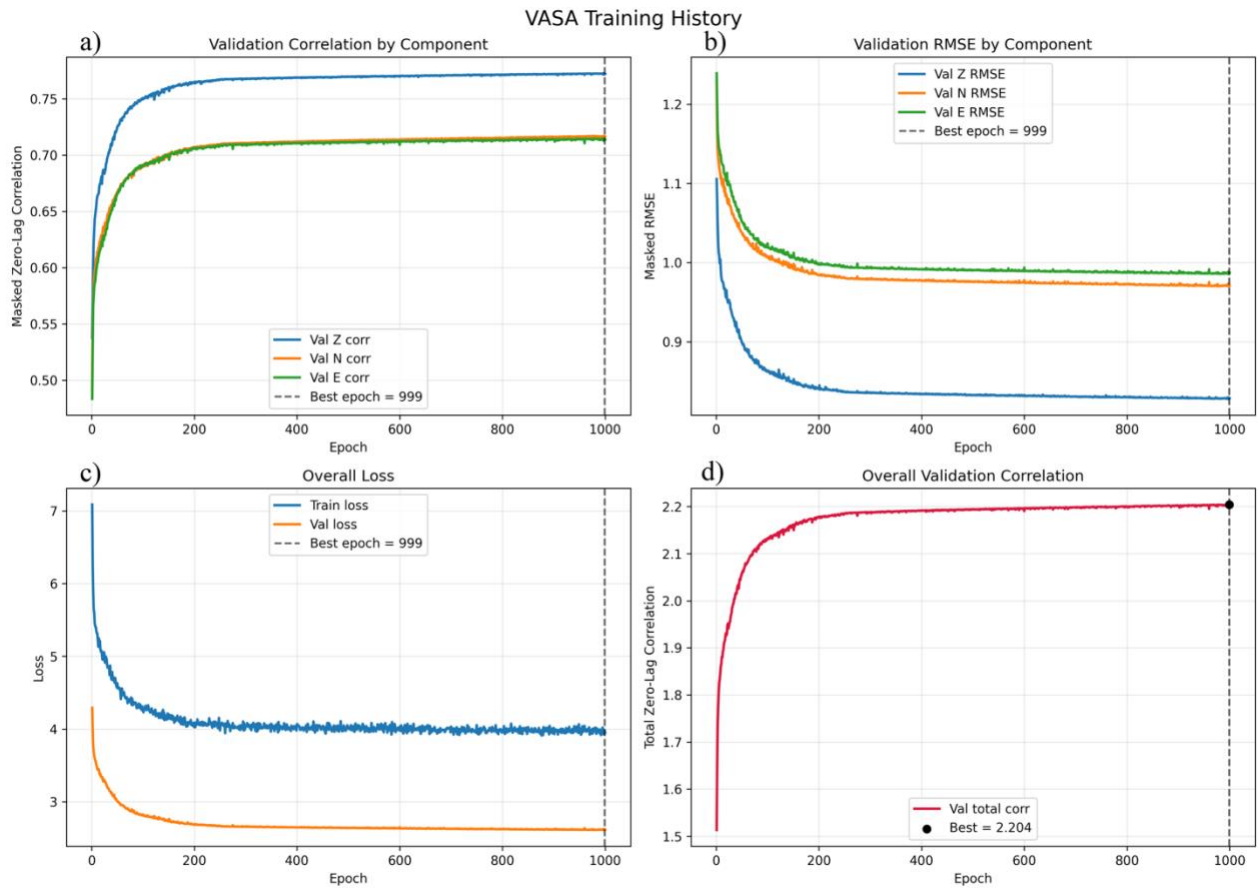 VASA Training History
a)
Validation Correlation by Component
0.75
0.70
0.65
0.60
0.55
0.50
Masked Zero-Lag Correlation
Val Z corr
Val N corr
Val E corr
Best epoch = 999
0 200 400 600 800 1000
Epoch
b)
Validation RMSE by Component
1.2
1.1
1.0
0.9
Masked RMSE
Val Z RMSE
Val N RMSE
Val E RMSE
Best epoch = 999
0 200 400 600 800 1000
Epoch
c)
Overall Loss
7
6
5
4
3
Loss
Train loss
Val loss
Best epoch = 999
0 200 400 600 800 1000
Epoch
d)
Overall Validation Correlation
2.2
2.1
2.0
1.9
1.8
1.7
1.6
1.5
Total Zero-Lag Correlation
Val total corr
Best = 2.204
0 200 400 600 800 1000
Epoch